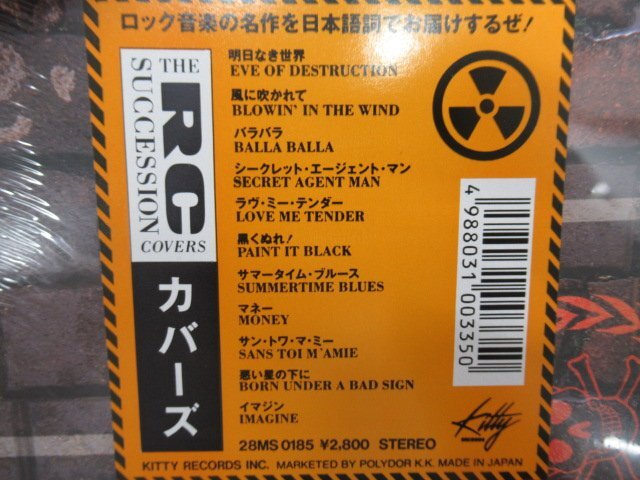 ロック音楽の名作を日本語詞でお届けするぜ!
THE
RC
SUCCESSION
COVERS
カバーズ
明日なき世界
EVE OF DESTRUCTION
風に吹かれて
BLOWIN' IN THE WIND
バラバラ
BALLA BALLA
シークレット・エージェント・マン
SECRET AGENT MAN
ラヴ・ミー・テンダー
LOVE ME TENDER
黒くぬれ!
PAINT IT BLACK
サマータイム・ブルース
SUMMERTIME BLUES
マネー
MONEY
サン・トワ・マ・ミー
SANS TOI M'AMIE
悪い星の下に
BORN UNDER A BAD SIGN
イマジン
IMAGINE
4 988031 003350
Kitty
RECORDS
28MS 0185 ¥2,800 STEREO
KITTY RECORDS INC. MARKETED BY POLYDOR K.K. MADE IN JAPAN